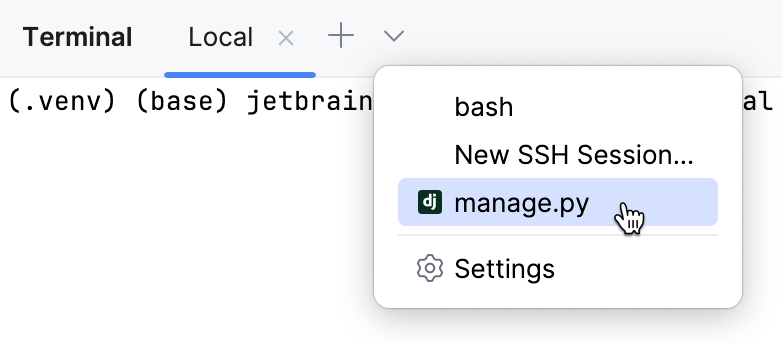 Terminal Local
(.venv) (base) jetbrain al
bash
New SSH Session...
dj manage.py
Settings